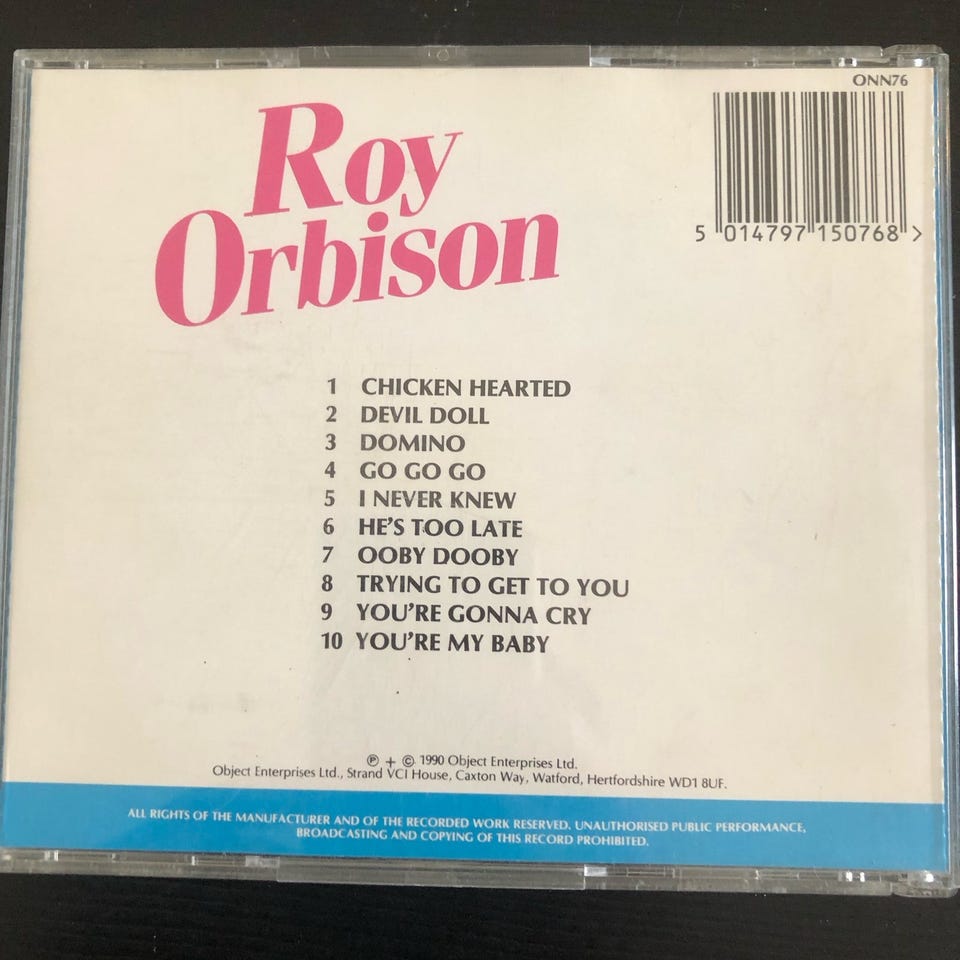 ONN76
5 014797 150768 >
Roy
Orbison
1 CHICKEN HEARTED
2 DEVIL DOLL
3 DOMINO
4 GO GO GO
5 I NEVER KNEW
6 HE'S TOO LATE
7 OOBY DOOBY
8 TRYING TO GET TO YOU
9 YOU'RE GONNA CRY
10 YOU'RE MY BABY
℗ + © 1990 Object Enterprises Ltd.
Object Enterprises Ltd., Strand VCI House, Caxton Way, Watford, Hertfordshire WD1 8UF.
ALL RIGHTS OF THE MANUFACTURER AND OF THE RECORDED WORK RESERVED. UNAUTHORISED PUBLIC PERFORMANCE,
BROADCASTING AND COPYING OF THIS RECORD PROHIBITED.